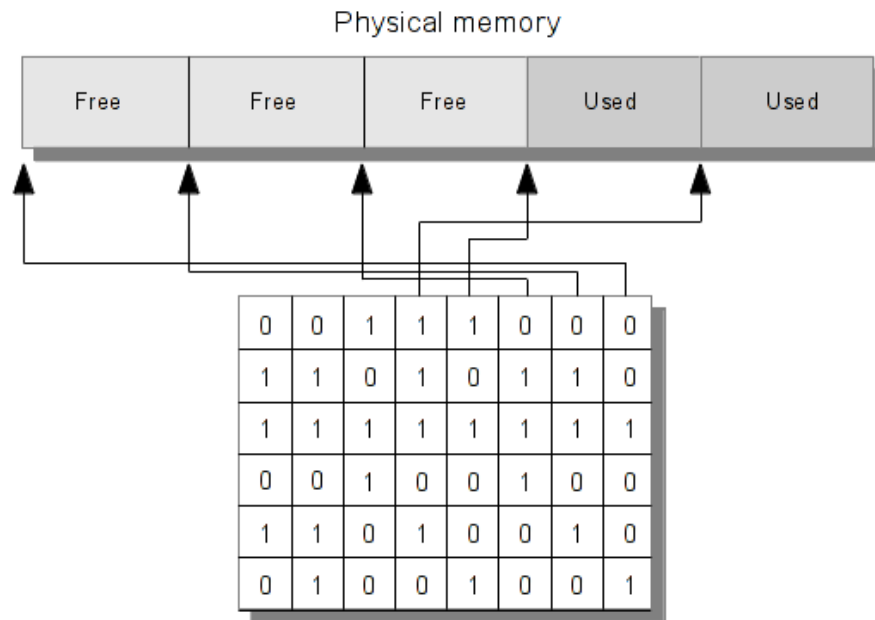 Physical memory
Free Free Free Used Used
0 0 1 1 1 0 0 0
1 1 0 1 0 1 1 0
1 1 1 1 1 1 1 1
0 0 1 0 0 1 0 0
1 1 0 1 0 0 1 0
0 1 0 0 1 0 0 1